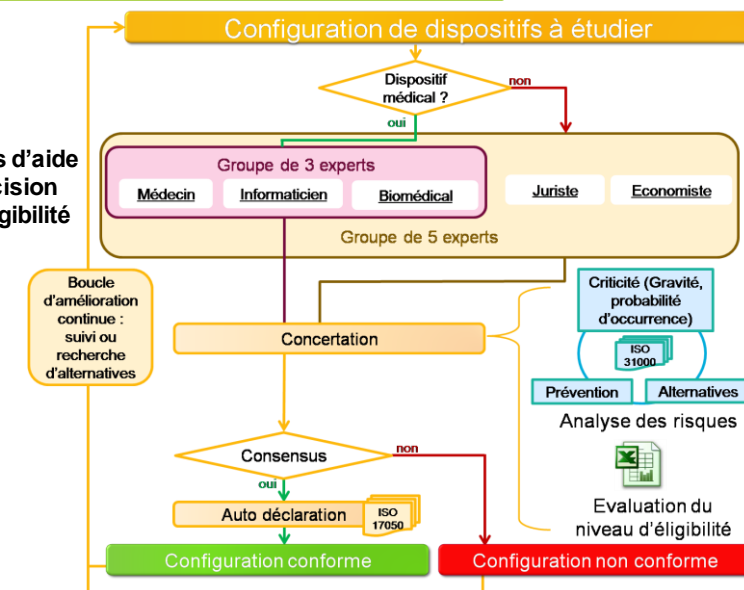 Configuration de dispositifs à étudier
Dispositif
médical ?
non
oui
s d'aide
cision
gibilité
Groupe de 3 experts
Médecin
Informaticien
Biomédical
Juriste
Economiste
Groupe de 5 experts
Boucle
d'amélioration
continue :
suivi ou
recherche
d'alternatives
Concertation
Criticité (Gravité,
probabilité
d'occurrence)
ISO
31000
Prévention
Alternatives
Analyse des risques
Consensus
non
oui
Auto déclaration
ISO
17050
Evaluation du
niveau d'éligibilité
Configuration conforme
Configuration non conforme